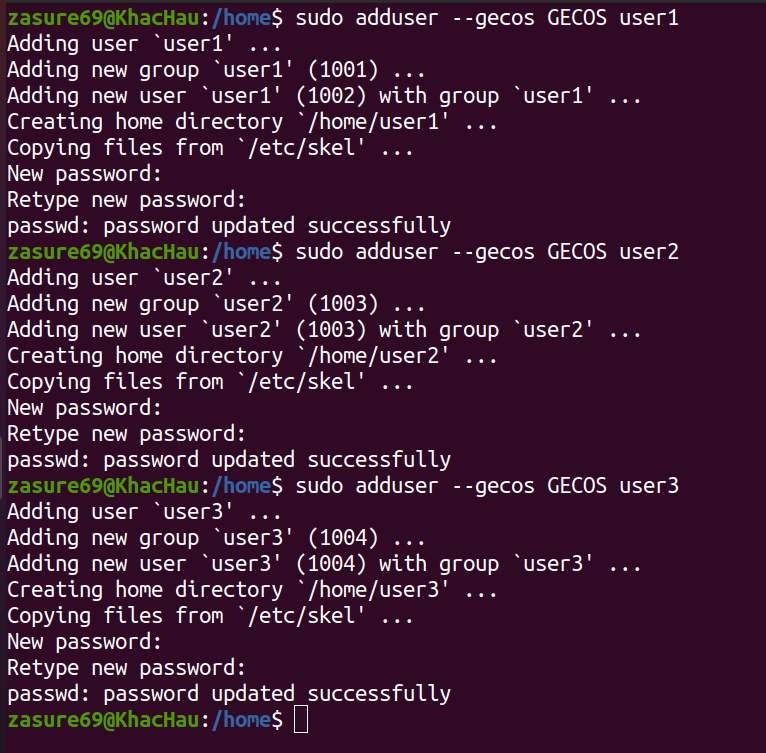 zasure69@KhacHau:/home$ sudo adduser --gecos GECOS user1
Adding user `user1' ...
Adding new group `user1' (1001) ...
Adding new user `user1' (1002) with group `user1' ...
Creating home directory `/home/user1' ...
Copying files from `/etc/skel' ...
New password:
Retype new password:
passwd: password updated successfully
zasure69@KhacHau:/home$ sudo adduser --gecos GECOS user2
Adding user `user2' ...
Adding new group `user2' (1003) ...
Adding new user `user2' (1003) with group `user2' ...
Creating home directory `/home/user2' ...
Copying files from `/etc/skel' ...
New password:
Retype new password:
passwd: password updated successfully
zasure69@KhacHau:/home$ sudo adduser --gecos GECOS user3
Adding user `user3' ...
Adding new group `user3' (1004) ...
Adding new user `user3' (1004) with group `user3' ...
Creating home directory `/home/user3' ...
Copying files from `/etc/skel' ...
New password:
Retype new password:
passwd: password updated successfully
zasure69@KhacHau:/home$